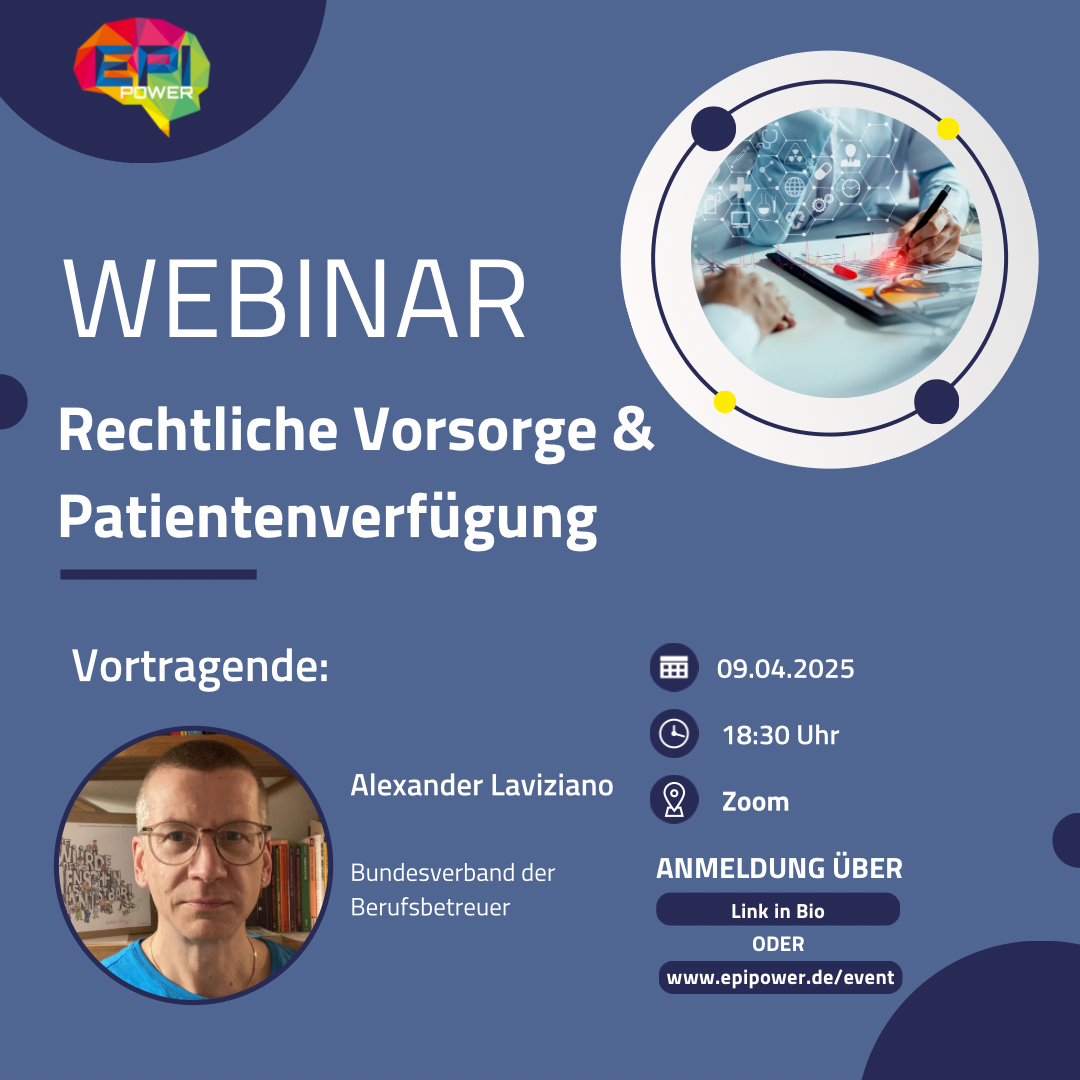 EPI
POWER
WEBINAR
Rechtliche Vorsorge &
Patientenverfügung
Vortragende:
Alexander Laviziano
Bundesverband der
Berufsbetreuer
09.04.2025
18:30 Uhr
Zoom
ANMELDUNG ÜBER
Link in Bio
ODER
www.epipower.de/event